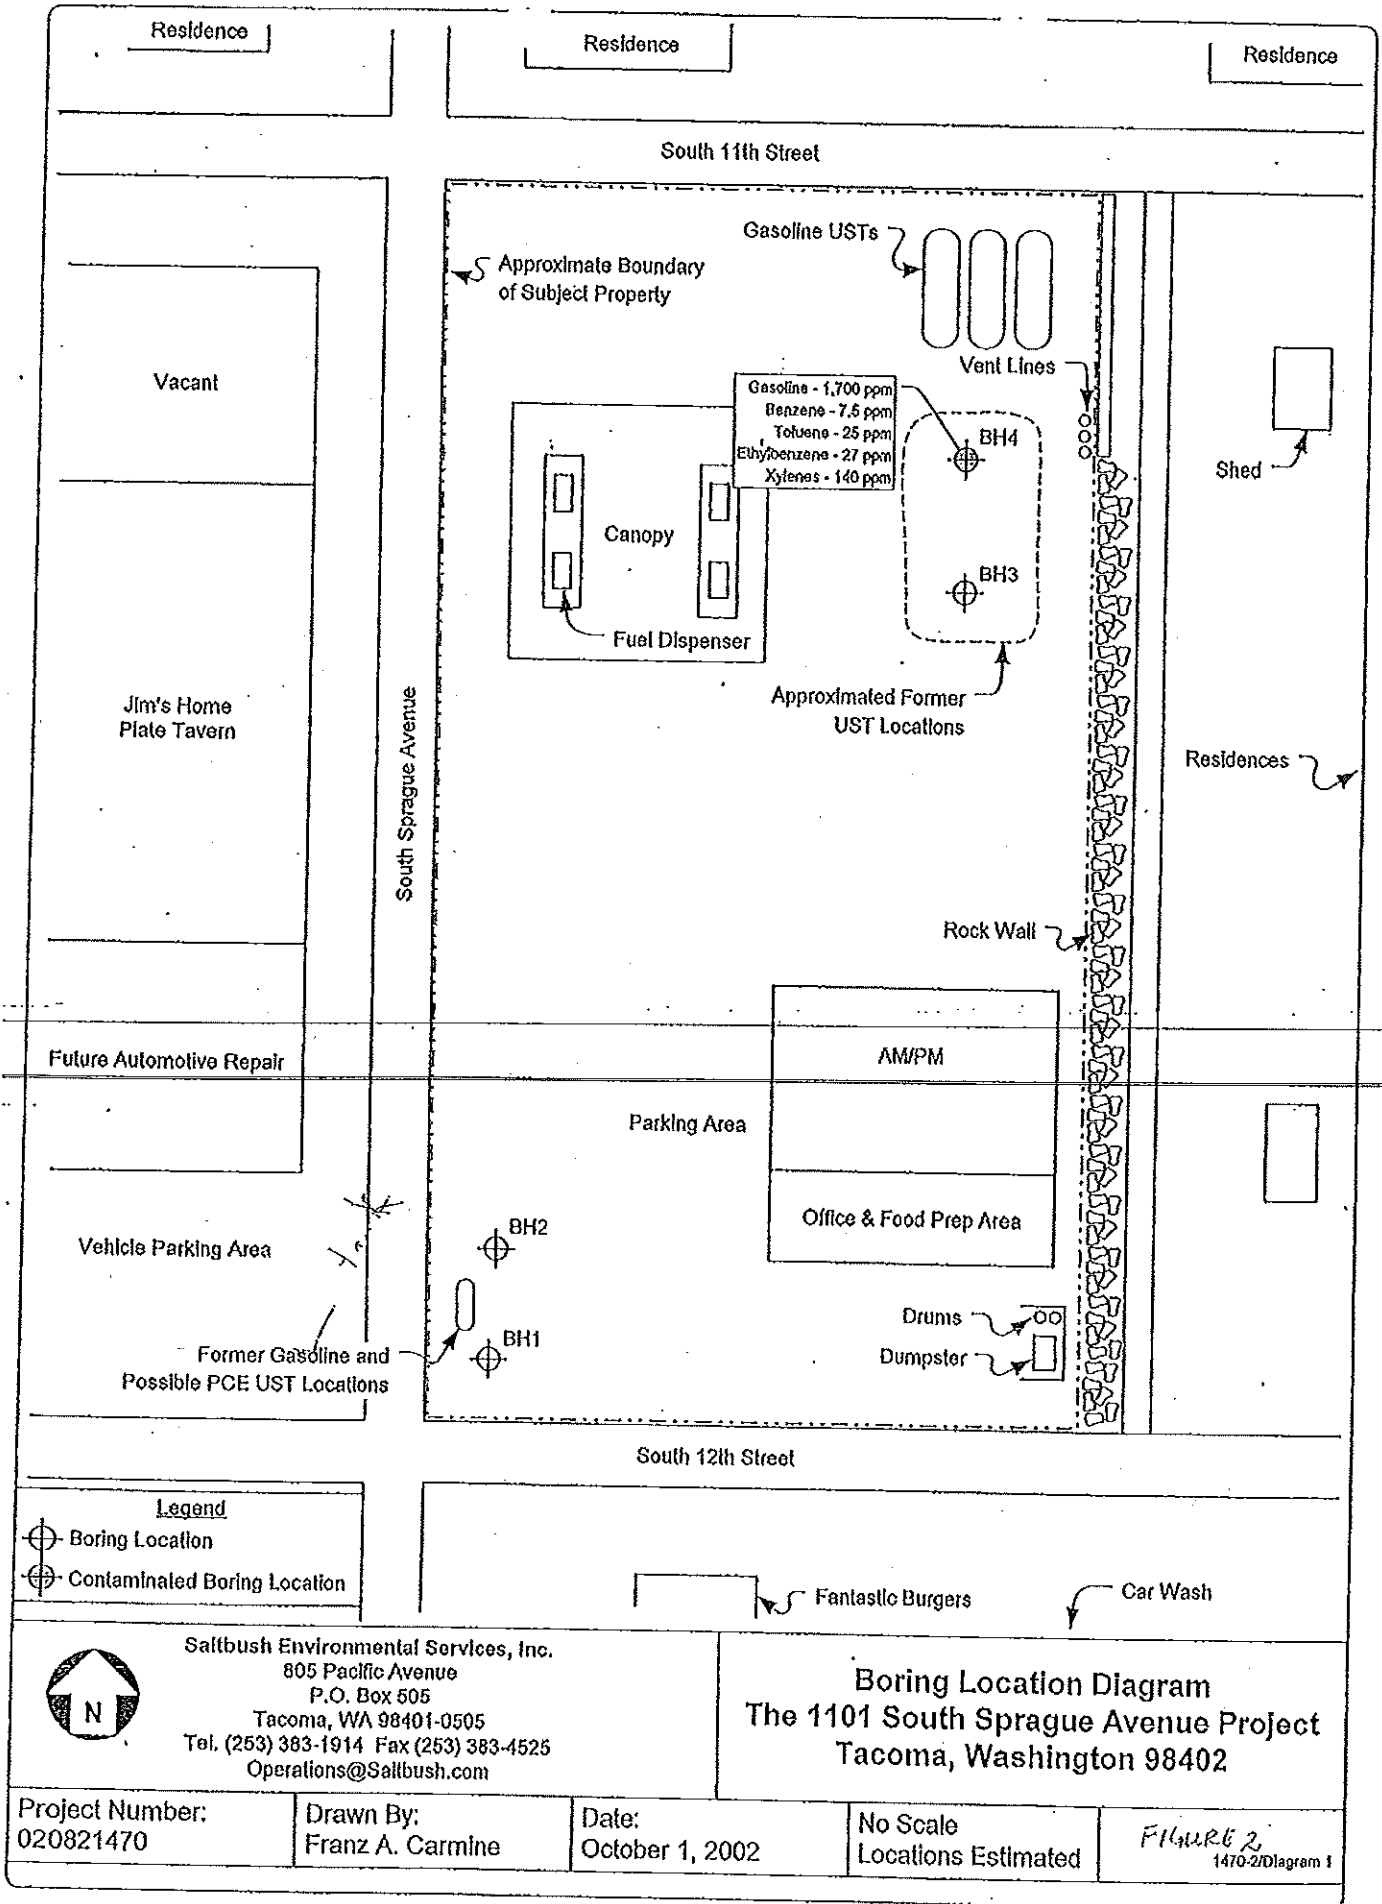 Residence
Residence
Residence
South 11th Street
Gasoline USTs
Approximate Boundary
of Subject Property
Vacant
Vent Lines
Gasoline - 1,700 ppm
Benzene - 7.5 ppm
Toluene - 25 ppm
Ethylbenzene - 27 ppm
Xylenes - 140 ppm
BH4
Shed
Canopy
BH3
Fuel Dispenser
Approximated Former
UST Locations
Jim's Home
Plate Tavern
South Sprague Avenue
Residences
Rock Wall
Future Automotive Repair
AM/PM
Parking Area
Office & Food Prep Area
Vehicle Parking Area
BH2
Drums
BH1
Former Gasoline and
Possible PCE UST Locations
Dumpster
South 12th Street
Legend
Boring Location
Contaminated Boring Location
Fantastic Burgers
Car Wash
N
Saltbush Environmental Services, Inc.
805 Pacific Avenue
P.O. Box 505
Tacoma, WA 98401-0505
Tel. (253) 383-1914 Fax (253) 383-4525
Operations@Saltbush.com
Boring Location Diagram
The 1101 South Sprague Avenue Project
Tacoma, Washington 98402
Project Number:
020821470
Drawn By:
Franz A. Carmine
Date:
October 1, 2002
No Scale
Locations Estimated
FIGURE 2
1470-2/Diagram 1